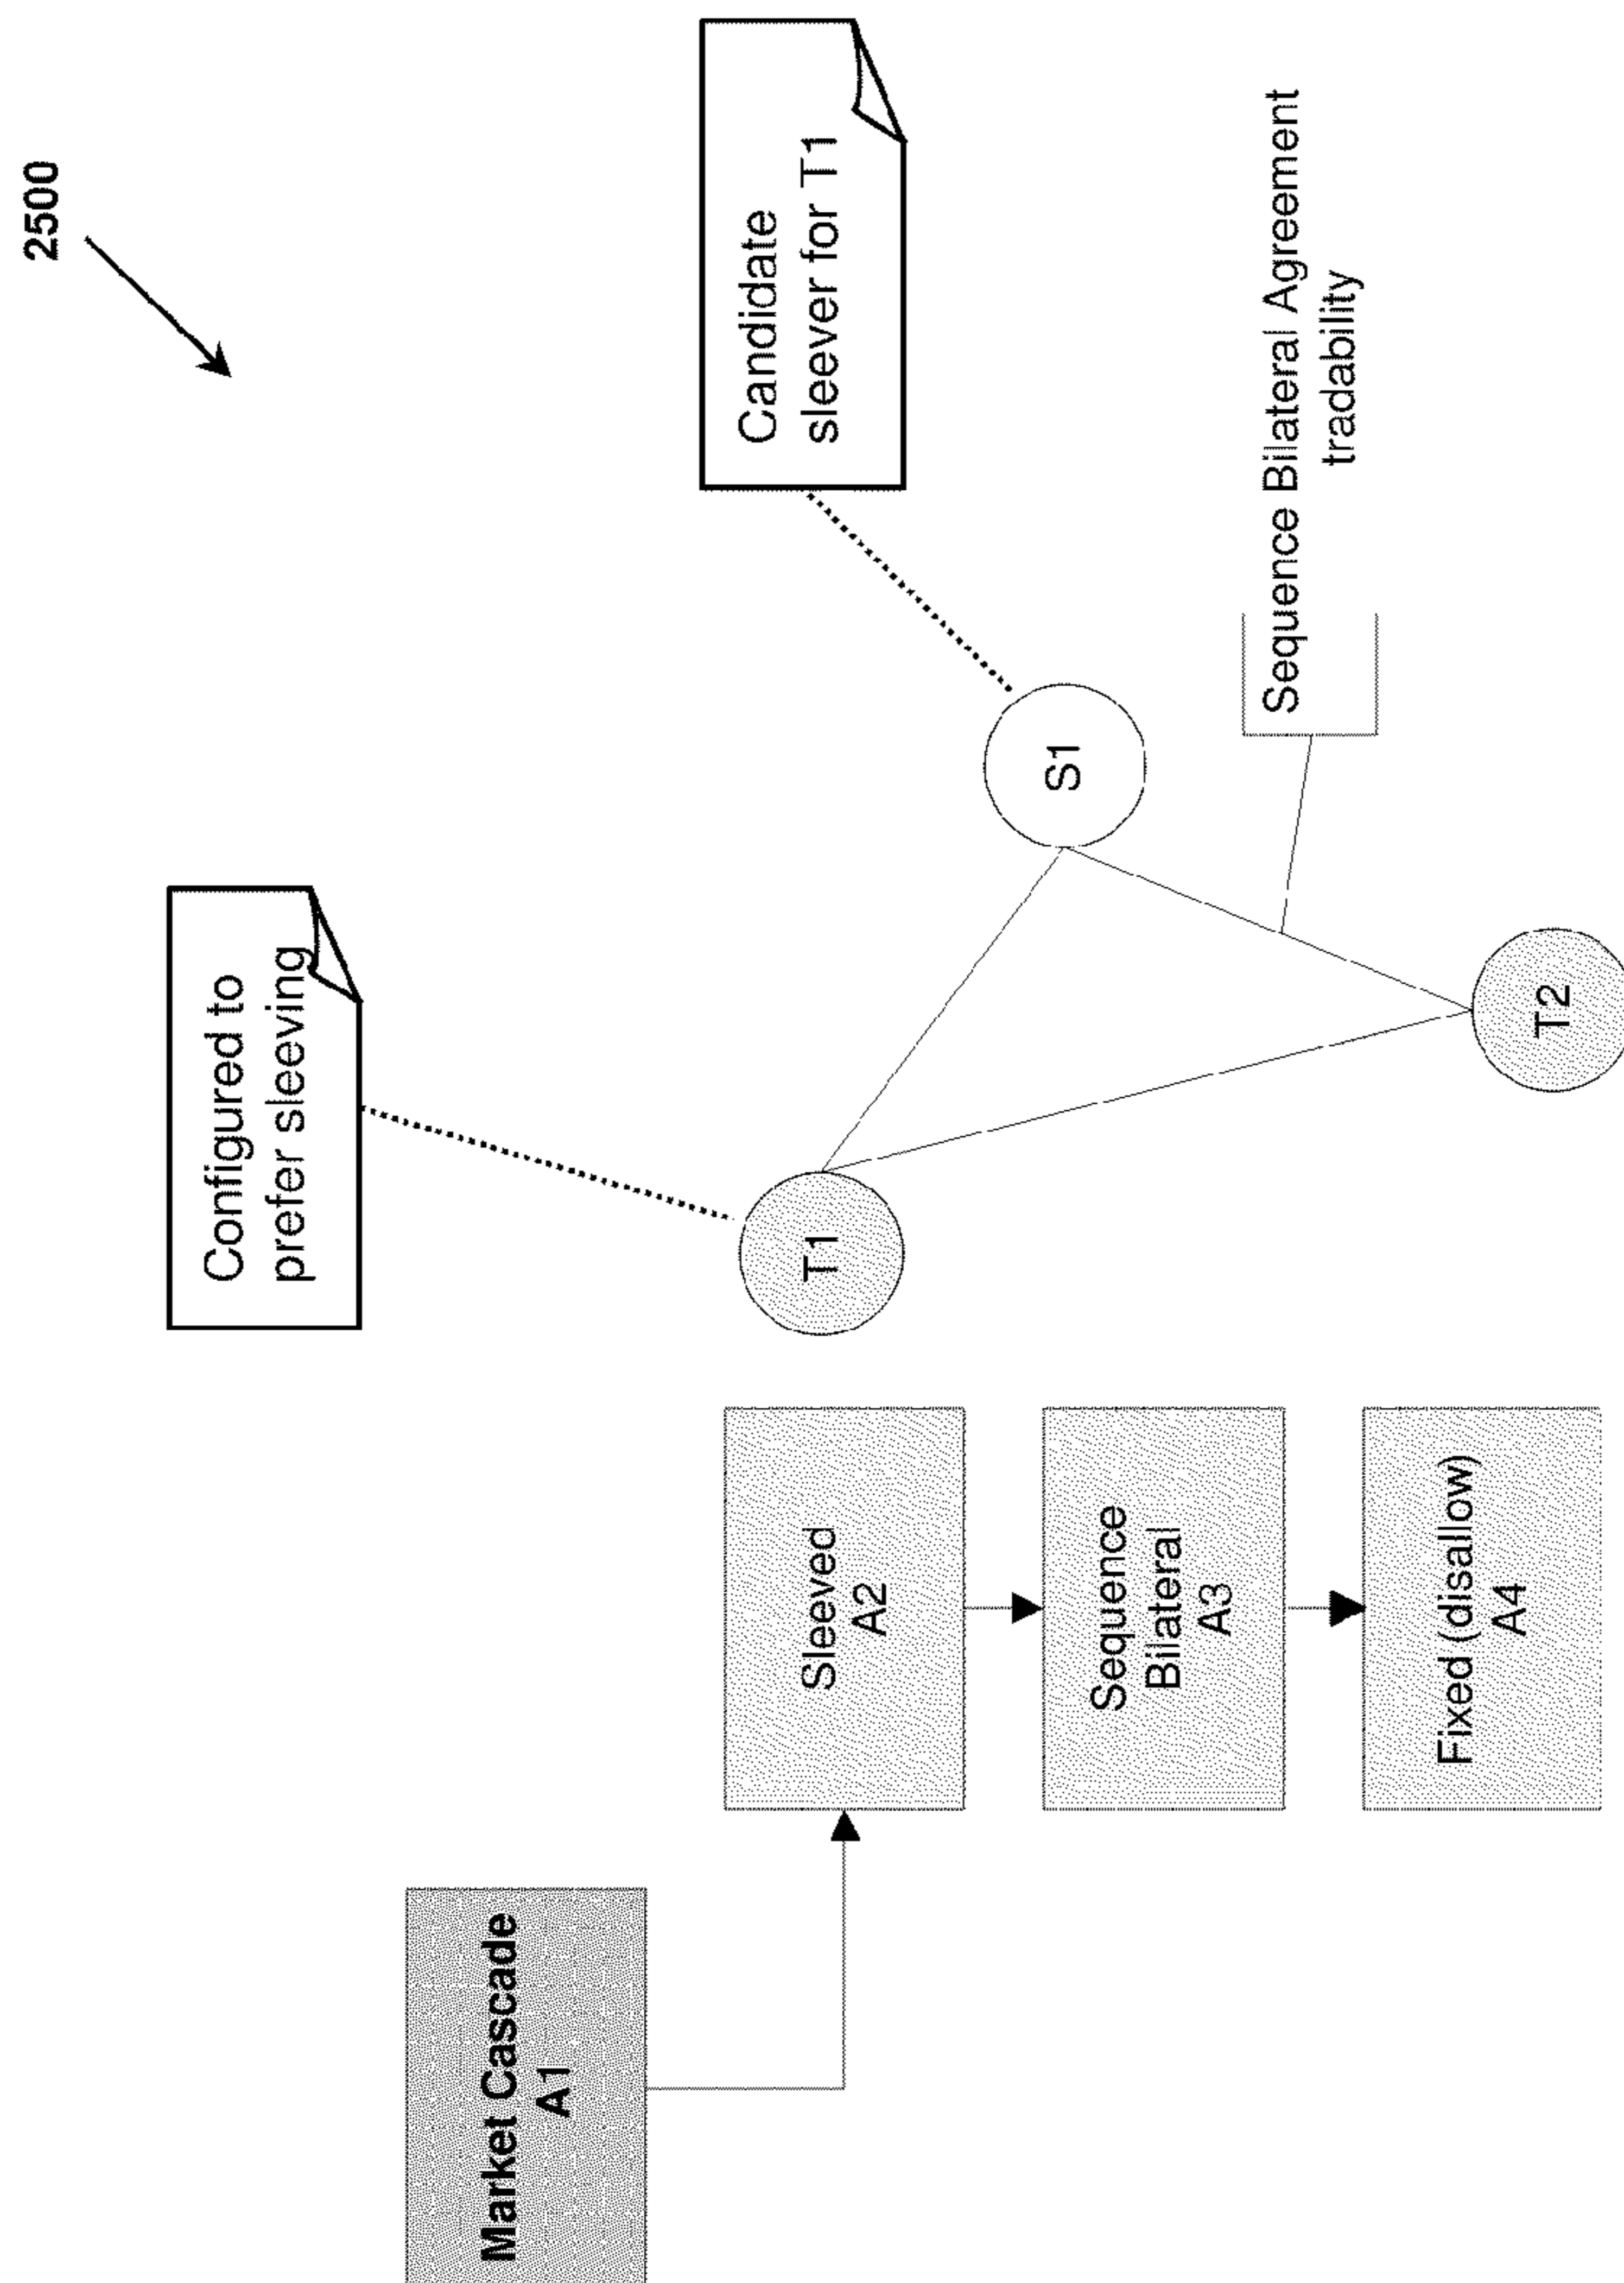 2500
Configured to
prefer sleeving
Candidate
sleever for T1
Market Cascade
A1
Sleeved
A2
T1
S1
Sequence
Bilateral
A3
Sequence Bilateral Agreement
tradability
Fixed (disallow)
A4
T2